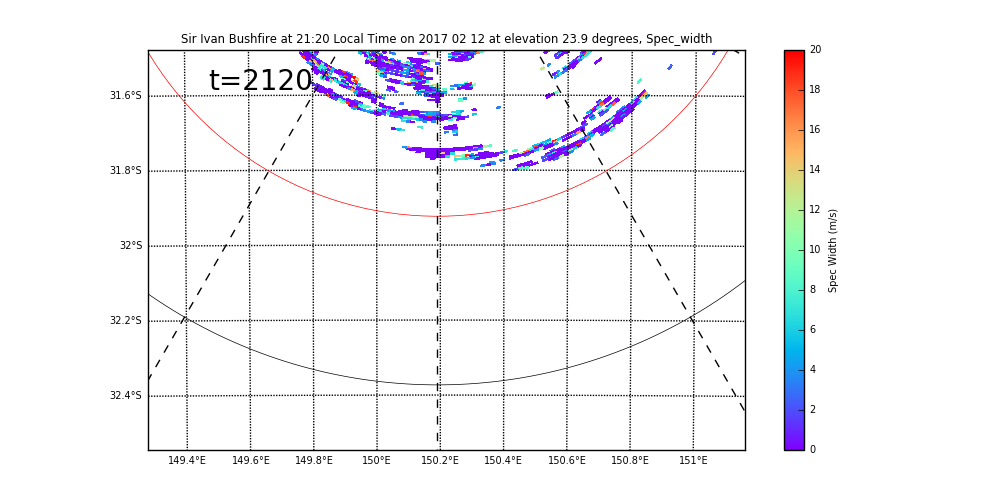 Sir Ivan Bushfire at 21:20 Local Time on 2017 02 12 at elevation 23.9 degrees, Spec_width
t=2120
31.6°S
31.8°S
32°S
32.2°S
32.4°S
149.4°E 149.6°E 149.8°E 150°E 150.2°E 150.4°E 150.6°E 150.8°E 151°E
20
18
16
14
12
10
8
6
4
2
0
Spec Width (m/s)